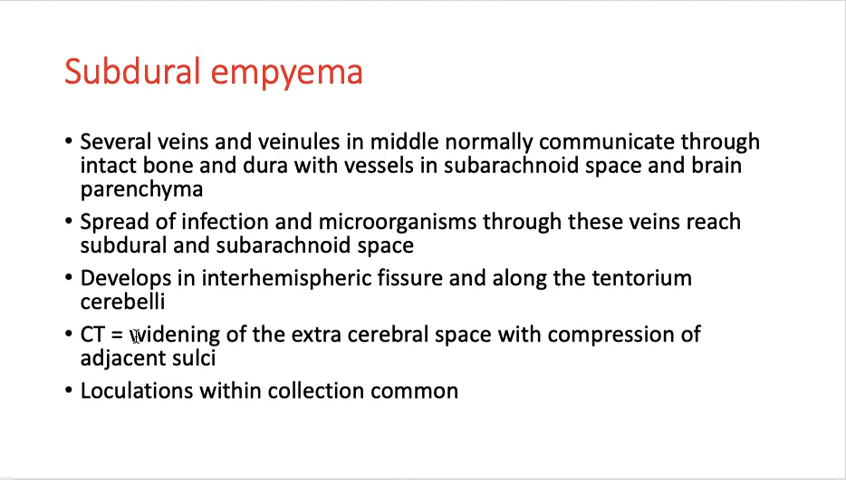 Subdural empyema
• Several veins and veinules in middle normally communicate through
intact bone and dura with vessels in subarachnoid space and brain
parenchyma
• Spread of infection and microorganisms through these veins reach
subdural and subarachnoid space
• Develops in interhemispheric fissure and along the tentorium
cerebelli
• CT = widening of the extra cerebral space with compression of
adjacent sulci
• Loculations within collection common